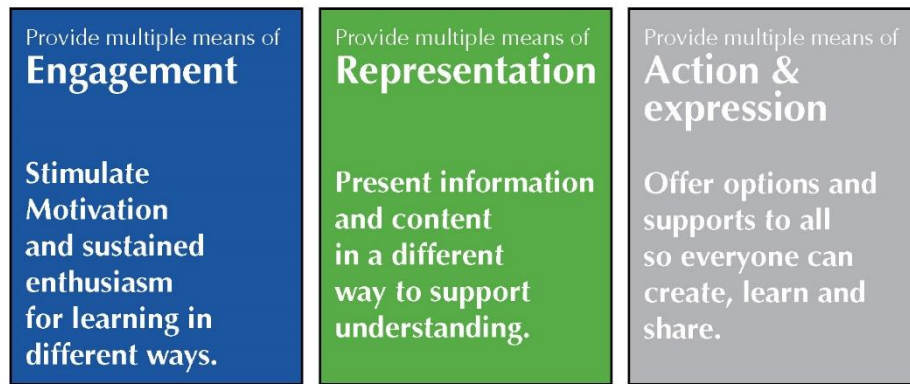 Provide multiple means of
Engagement
Stimulate
Motivation
and sustained
enthusiasm
for learning in
different ways.
Provide multiple means of
Representation
Present information
and content
in a different
way to support
understanding.
Provide multiple means of
Action &
expression
Offer options and
supports to all
so everyone can
create, learn and
share.